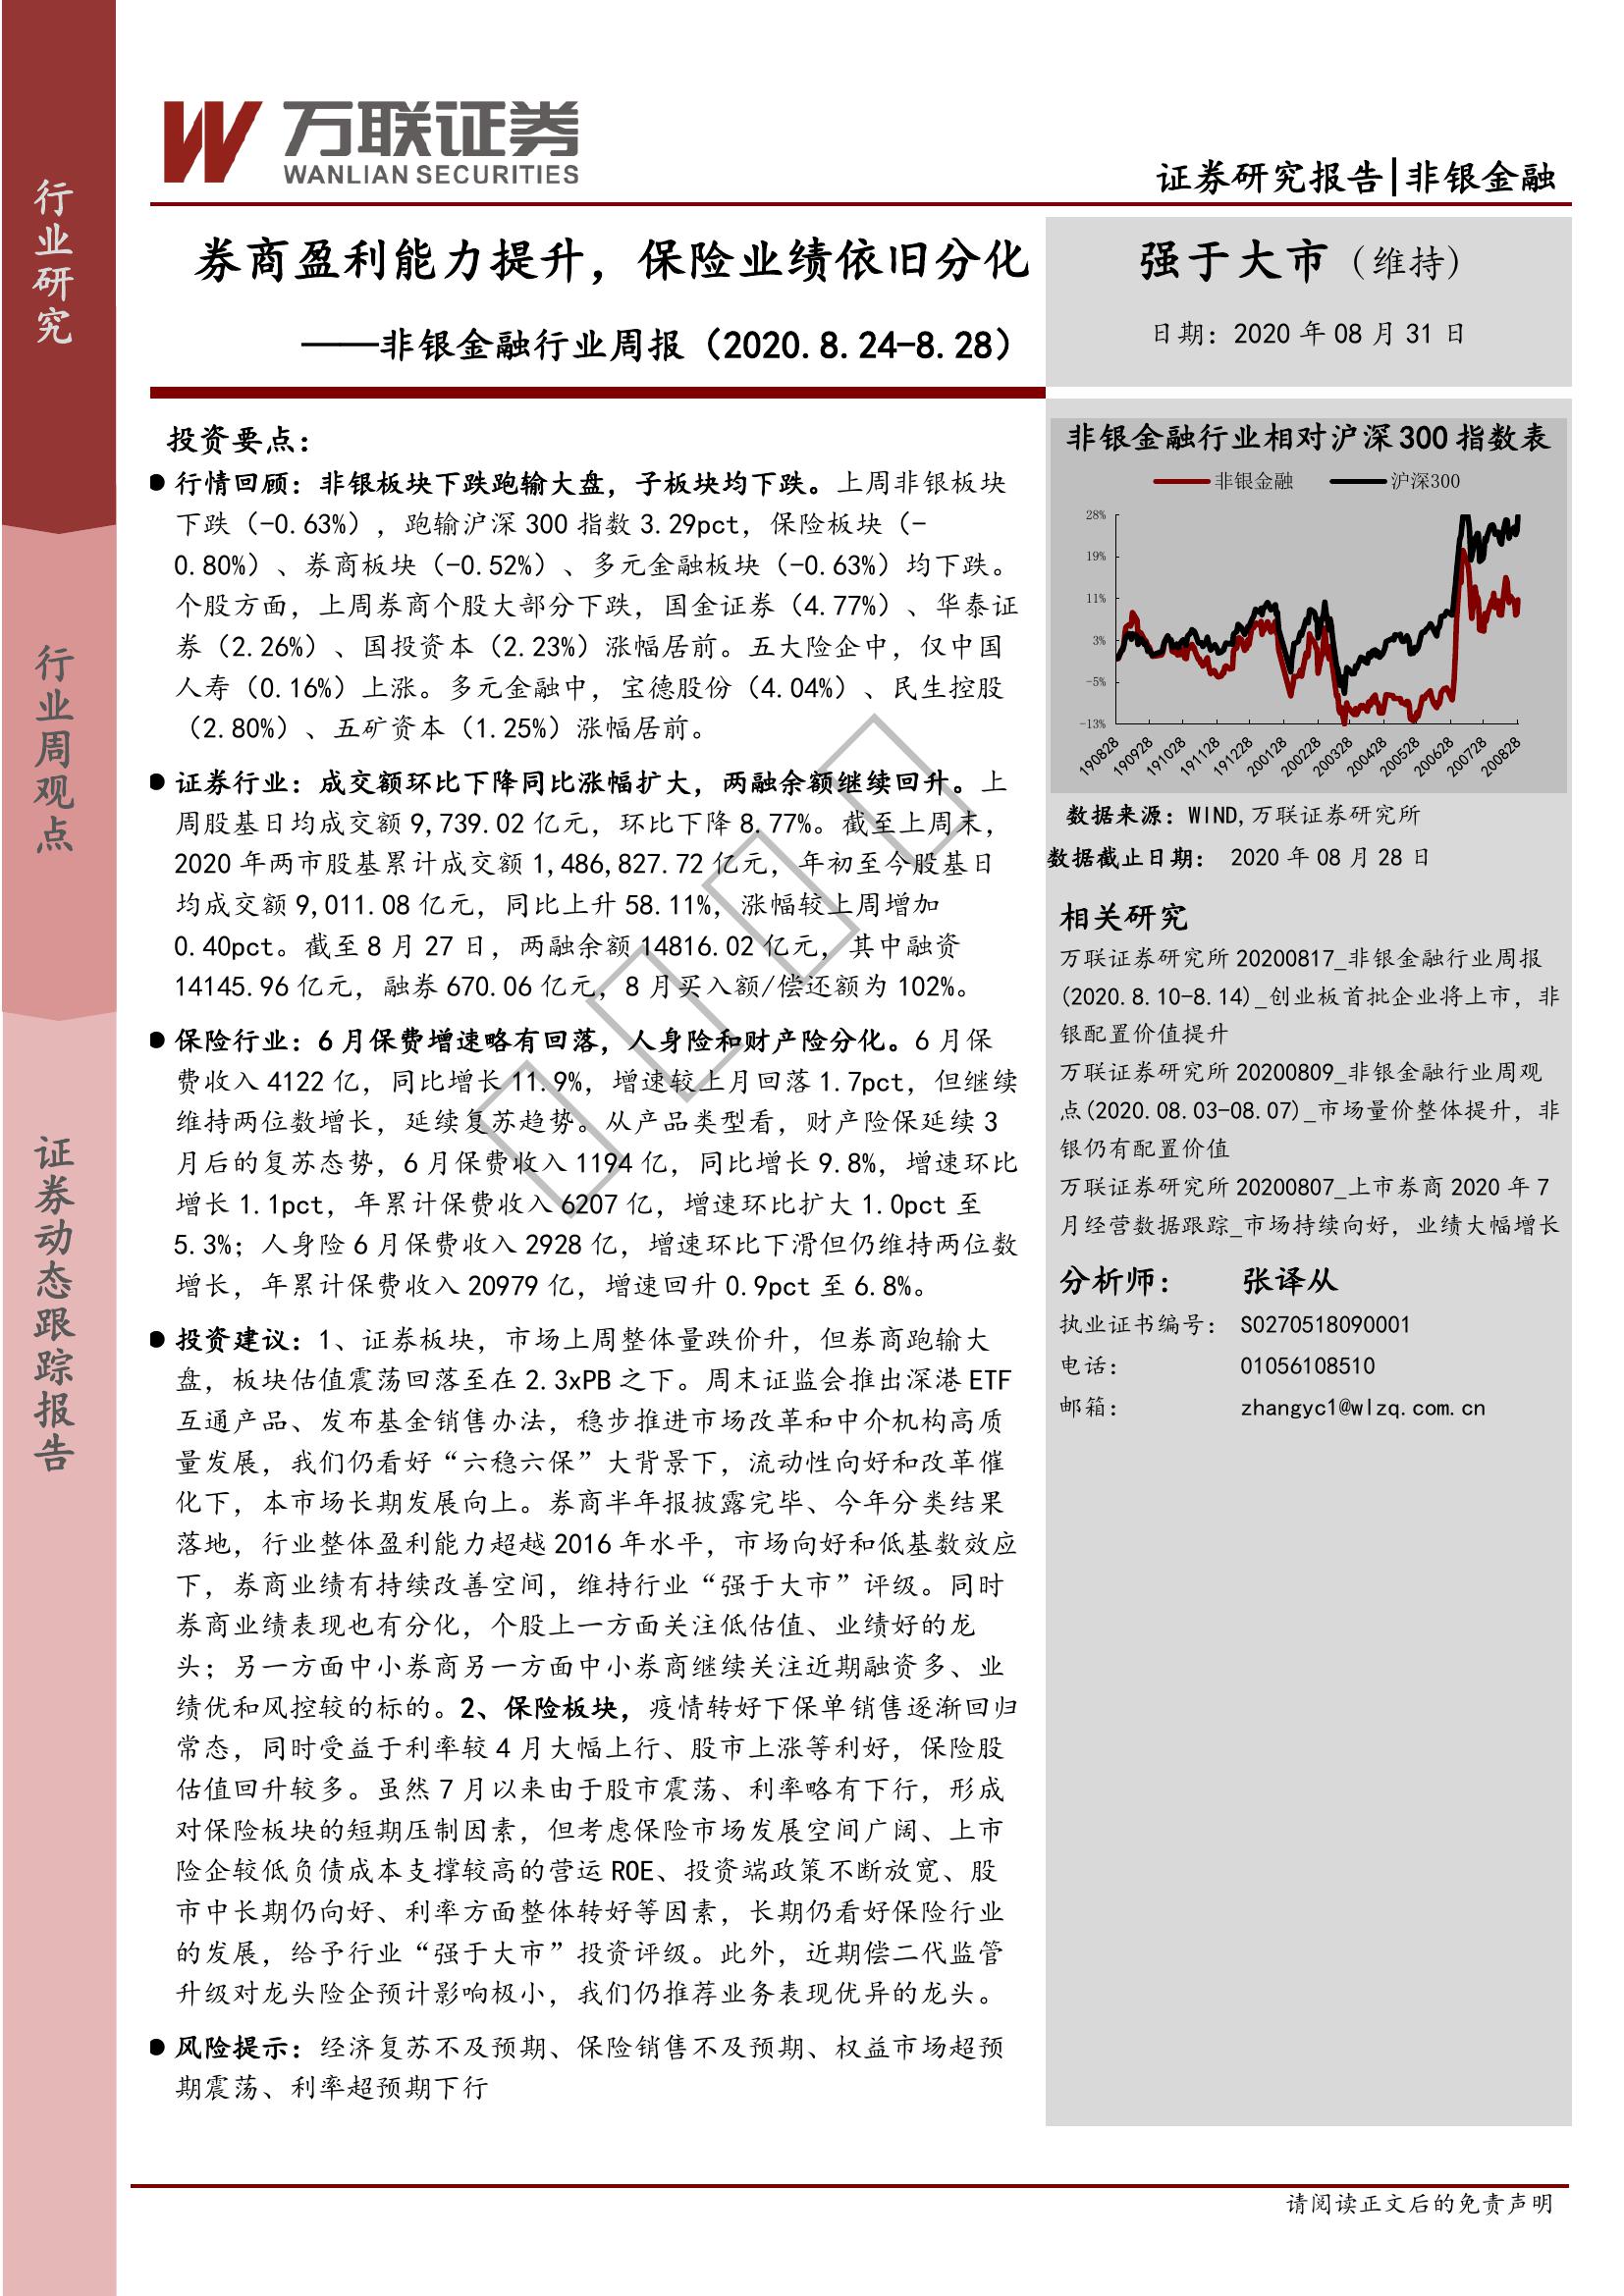 行业研究
行业周观点
证券动态跟踪报告
万联证券
WANLIAN SECURITIES
证券研究报告|非银金融
券商盈利能力提升，保险业绩依旧分化
——非银金融行业周报（2020.8.24-8.28）
强于大市（维持）
日期：2020 年 08 月 31 日
投资要点：
● 行情回顾：非银板块下跌跑输大盘，子板块均下跌。上周非银板块
下跌（-0.63%），跑输沪深 300 指数 3.29pct，保险板块（-
0.80%）、券商板块（-0.52%）、多元金融板块（-0.63%）均下跌。
个股方面，上周券商个股大部分下跌，国金证券（4.77%）、华泰证
券（2.26%）、国投资本（2.23%）涨幅居前。五大险企中，仅中国
人寿（0.16%）上涨。多元金融中，宝德股份（4.04%）、民生控股
（2.80%）、五矿资本（1.25%）涨幅居前。
● 证券行业：成交额环比下降同比涨幅扩大，两融余额继续回升。上
周股基日均成交额 9,739.02 亿元，环比下降 8.77%。截至上周末，
2020 年两市股基累计成交额 1,486,827.72 亿元，年初至今股基日
均成交额 9,011.08 亿元，同比上升 58.11%，涨幅较上周增加
0.40pct。截至 8 月 27 日，两融余额 14816.02 亿元，其中融资
14145.96 亿元，融券 670.06 亿元，8 月买入额/偿还额为 102%。
● 保险行业：6 月保费增速略有回落，人身险和财产险分化。6 月保
费收入 4122 亿，同比增长 11.9%，增速较上月回落 1.7pct，但继续
维持两位数增长，延续复苏趋势。从产品类型看，财产险保延续 3
月后的复苏态势，6 月保费收入 1194 亿，同比增长 9.8%，增速环比
增长 1.1pct，年累计保费收入 6207 亿，增速环比扩大 1.0pct 至
5.3%；人身险 6 月保费收入 2928 亿，增速环比下滑但仍维持两位数
增长，年累计保费收入 20979 亿，增速回升 0.9pct 至 6.8%。
● 投资建议：1、证券板块，市场上周整体量跌价升，但券商跑输大
盘，板块估值震荡回落至在 2.3xPB 之下。周末证监会推出深港 ETF
互通产品、发布基金销售办法，稳步推进市场改革和中介机构高质
量发展，我们仍看好“六稳六保”大背景下，流动性向好和改革催
化下，本市场长期发展向上。券商半年报披露完毕、今年分类结果
落地，行业整体盈利能力超越 2016 年水平，市场向好和低基数效应
下，券商业绩有持续改善空间，维持行业“强于大市”评级。同时
券商业绩表现也有分化，个股上一方面关注低估值、业绩好的龙
头；另一方面中小券商另一方面中小券商继续关注近期融资多、业
绩优和风控较的标的。2、保险板块，疫情转好下保单销售逐渐回归
常态，同时受益于利率较 4 月大幅上行、股市上涨等利好，保险股
估值回升较多。虽然 7 月以来由于股市震荡、利率略有下行，形成
对保险板块的短期压制因素，但考虑保险市场发展空间广阔、上市
险企较低负债成本支撑较高的营运 ROE、投资端政策不断放宽、股
市中长期仍向好、利率方面整体转好等因素，长期仍看好保险行业
的发展，给予行业“强于大市”投资评级。此外，近期偿二代监管
升级对龙头险企预计影响极小，我们仍推荐业务表现优异的龙头。
● 风险提示：经济复苏不及预期、保险销售不及预期、权益市场超预
期震荡、利率超预期下行
非银金融行业相对沪深 300 指数表
非银金融 沪深300
28%
19%
11%
3%
-5%
-13%
190828 190928 191028 191128 191228 200128 200228 200328 200428 200528 200628 200728 200828
数据来源：WIND,万联证券研究所
数据截止日期： 2020 年 08 月 28 日
相关研究
万联证券研究所 20200817_非银金融行业周报
(2020.8.10-8.14)_创业板首批企业将上市，非
银配置价值提升
万联证券研究所 20200809_非银金融行业周观
点(2020.08.03-08.07)_市场量价整体提升，非
银仍有配置价值
万联证券研究所 20200807_上市券商 2020 年 7
月经营数据跟踪_市场持续向好，业绩大幅增长
分析师： 张译从
执业证书编号： S0270518090001
电话： 01056108510
邮箱： zhangyc1@wlzq.com.cn
请阅读正文后的免责声明